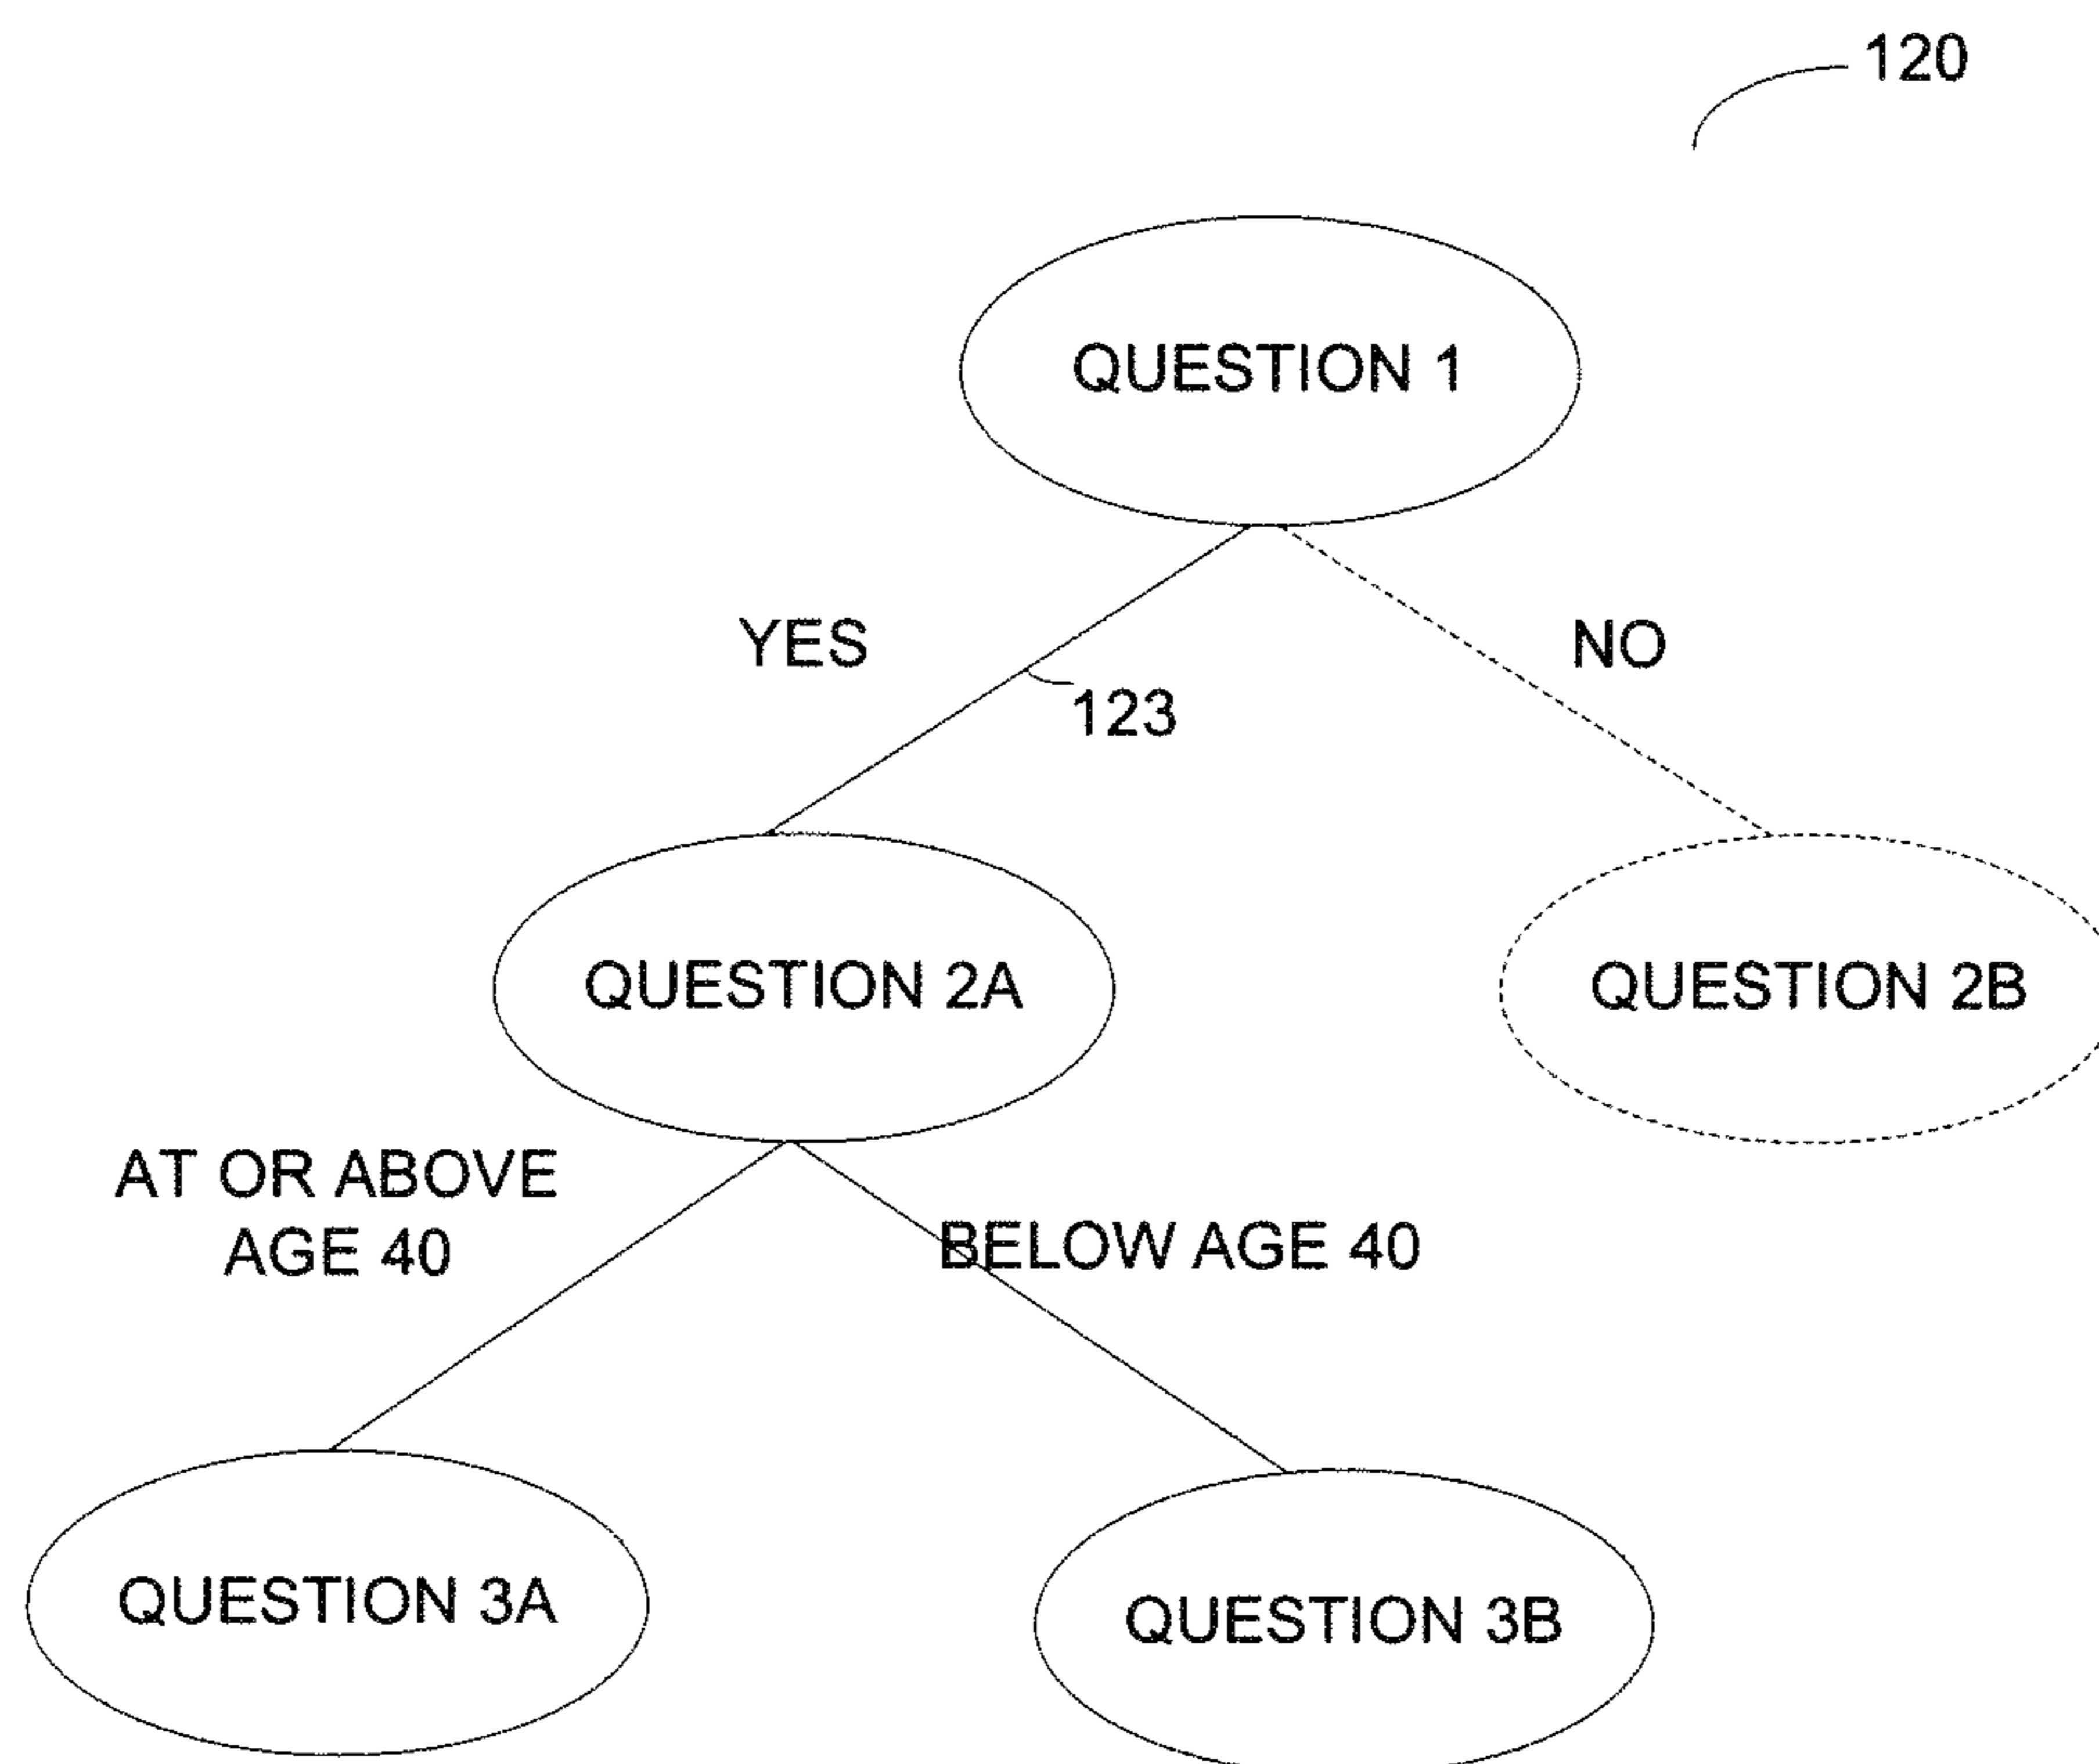 120
QUESTION 1
YES
NO
123
QUESTION 2A
QUESTION 2B
AT OR ABOVE
AGE 40
BELOW AGE 40
QUESTION 3A
QUESTION 3B